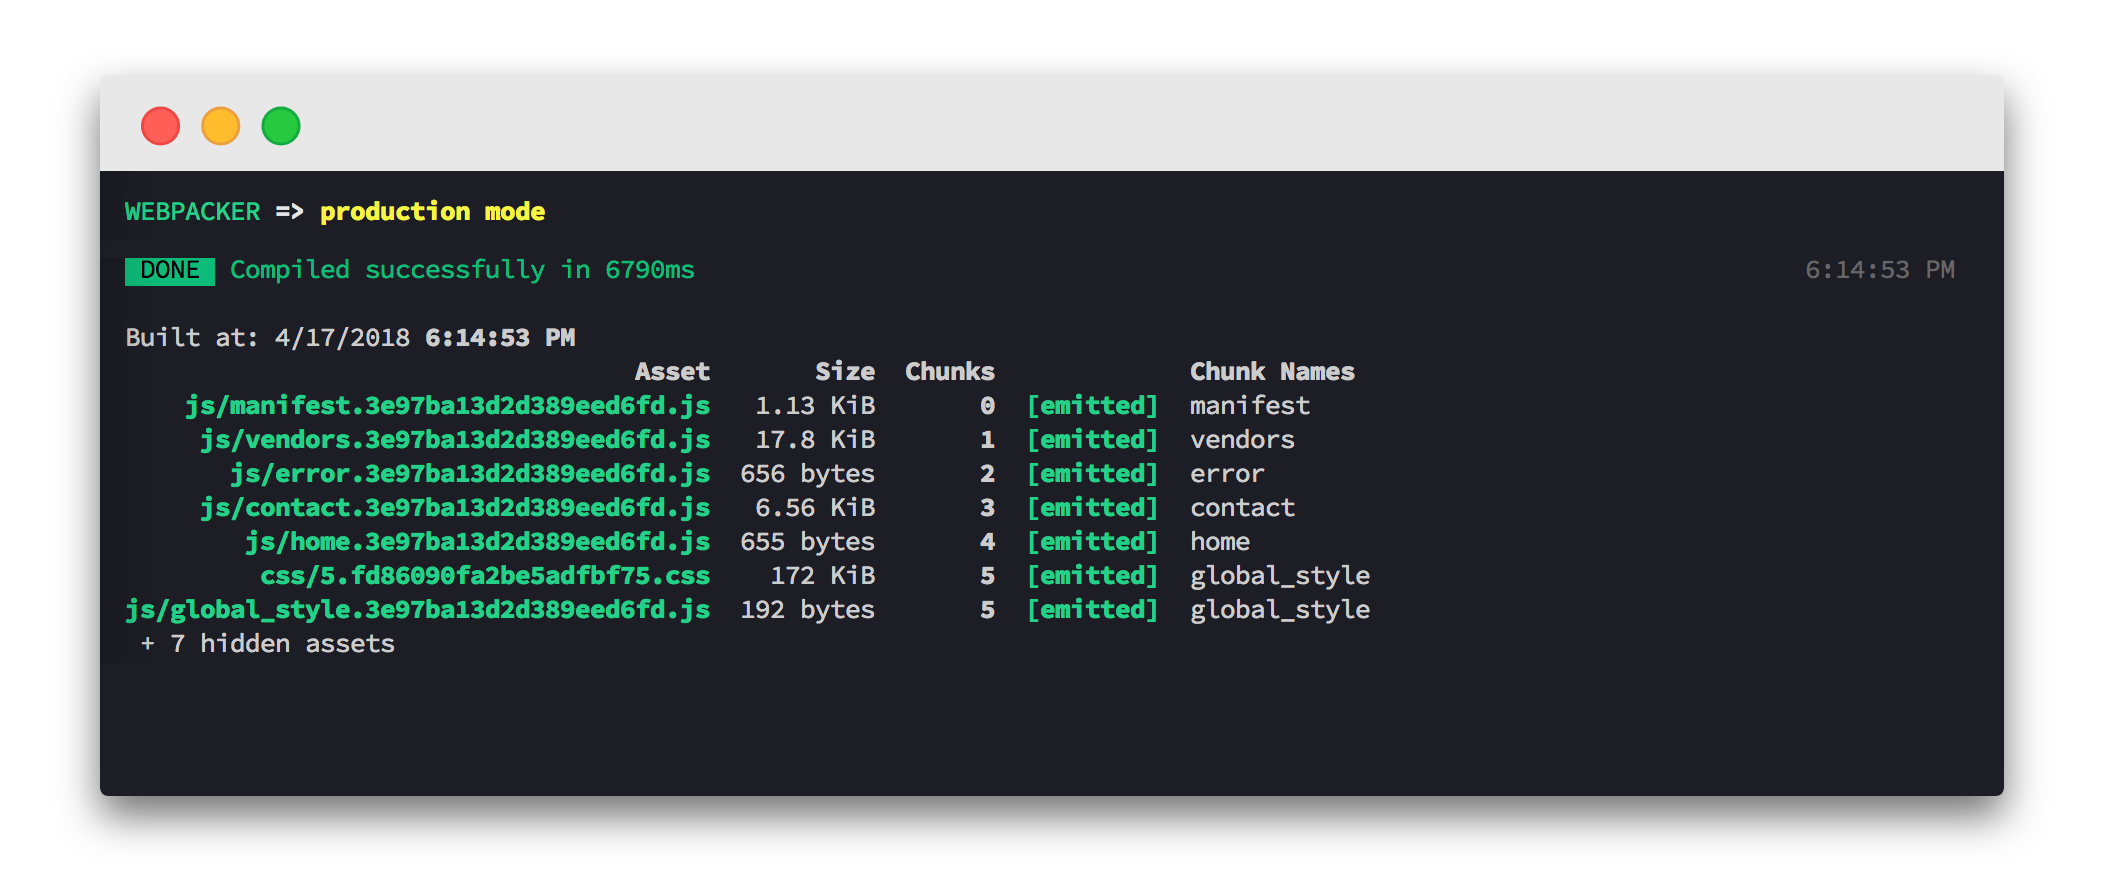 WEBPACKER => production mode
DONE Compiled successfully in 6790ms 6:14:53 PM
Built at: 4/17/2018 6:14:53 PM
Asset Size Chunks Chunk Names
js/manifest.3e97ba13d2d389eed6fd.js 1.13 KiB 0 [emitted] manifest
js/vendors.3e97ba13d2d389eed6fd.js 17.8 KiB 1 [emitted] vendors
js/error.3e97ba13d2d389eed6fd.js 656 bytes 2 [emitted] error
js/contact.3e97ba13d2d389eed6fd.js 6.56 KiB 3 [emitted] contact
js/home.3e97ba13d2d389eed6fd.js 655 bytes 4 [emitted] home
css/5.fd86090fa2be5adfbf75.css 172 KiB 5 [emitted] global_style
js/global_style.3e97ba13d2d389eed6fd.js 192 bytes 5 [emitted] global_style
+ 7 hidden assets